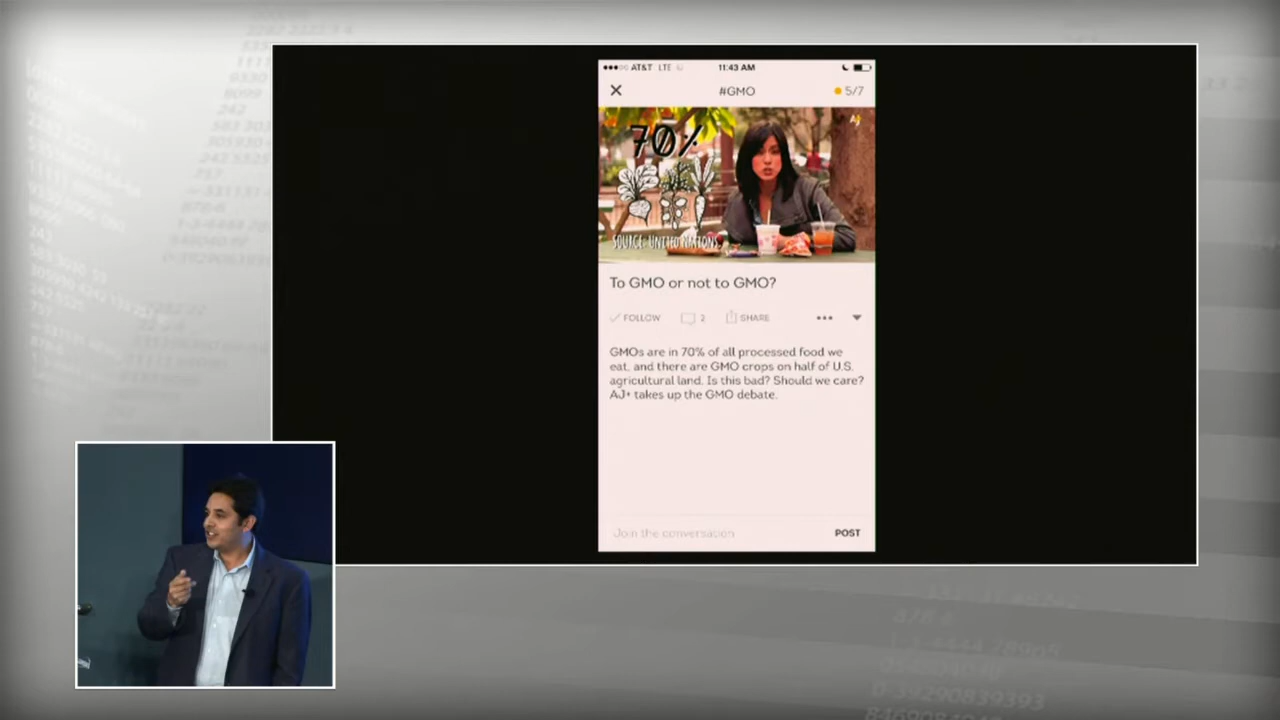 AT&T LTE 11:43 AM
#GMO 5/7
70%
SOURCE: UNITED NATIONS
To GMO or not to GMO?
FOLLOW 2 SHARE
GMOs are in 70% of all processed food we
eat, and there are GMO crops on half of U.S.
agricultural land. Is this bad? Should we care?
AJ+ takes up the GMO debate.
Join the conversation POST